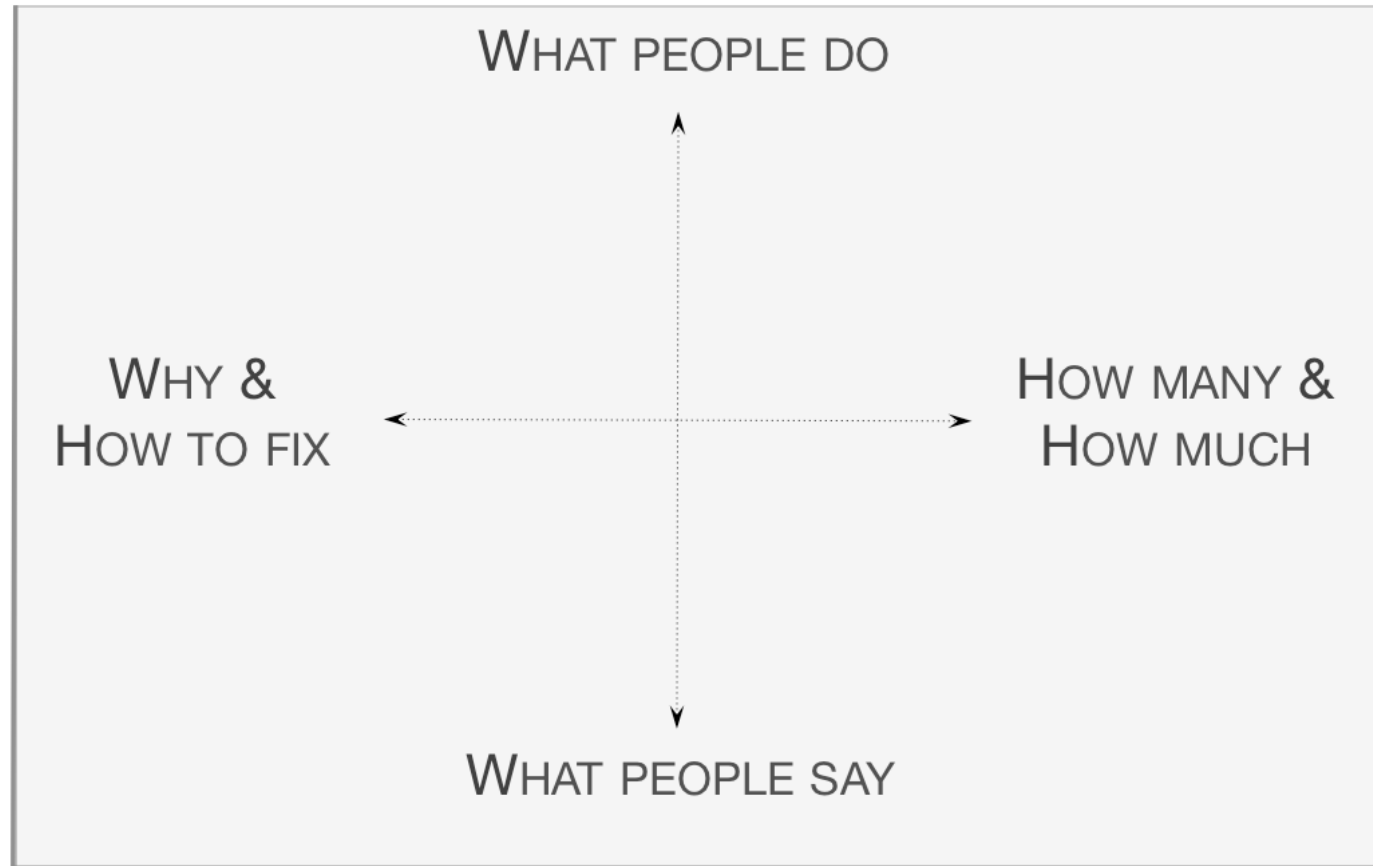 What people do
Why &
How to fix
How many &
How much
What people say